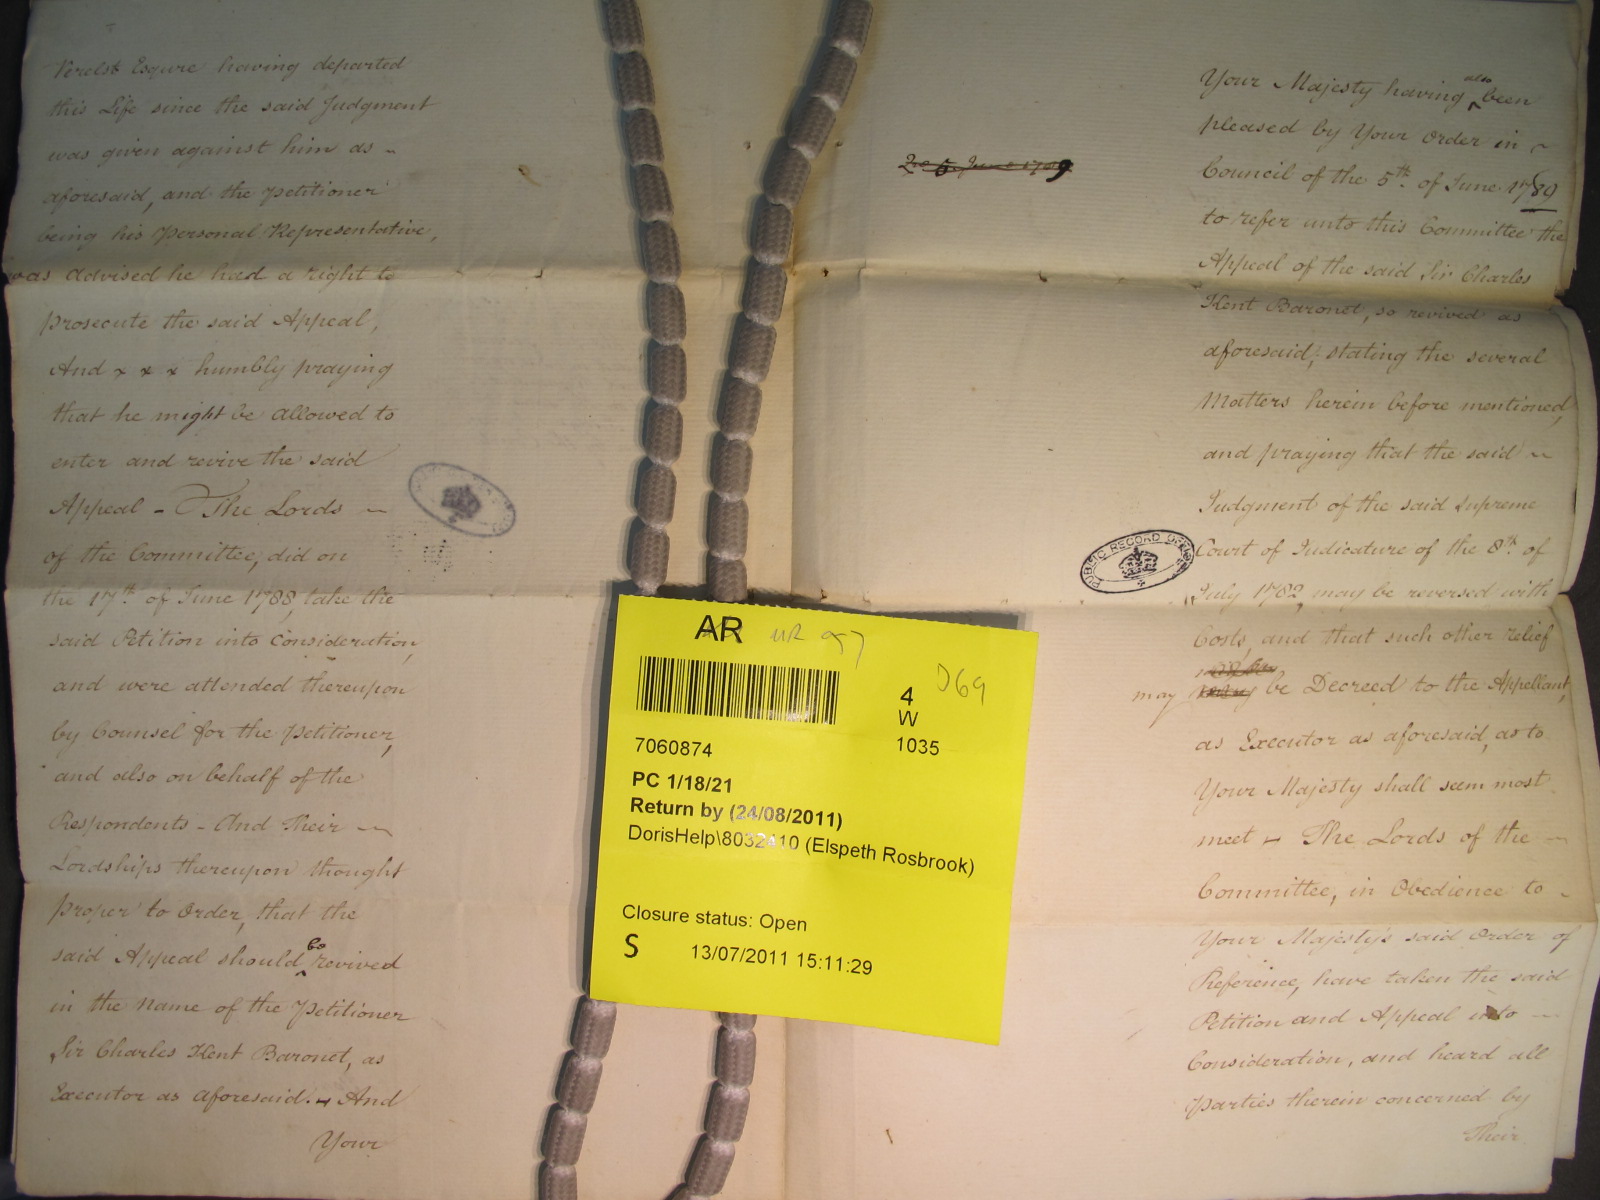 Verelst Esqure having departed
this Life since the said Judgment
was given against him as
aforesaid, and the Petitioner
being his Personal Representative,
was advised he had a right to
prosecute the said Appeal,
And x x x humbly praying
that he might be allowed to
enter and revive the said
Appeal - The Lords
of the Committee, did on
the 17th of June 1788, take the
said Petition into Consideration,
and were attended thereupon
by Counsel for the Petitioner,
and also on behalf of the
Respondents - And Their
Lordships thereupon thought
proper to Order, that the
said Appeal should be revived
in the Name of the Petitioner
Sir Charles Kent Baronet, as
Executor as aforesaid. - And
Your
5 June 1789
Your Majesty having also been
pleased by Your Order in
Council of the 5th of June 1789
to refer unto this Committee the
Appeal of the said Sir Charles
Kent Baronet, so revived as
aforesaid, stating the several
Matters herein before mentioned,
and praying that the said
Judgment of the said Supreme
Court of Judicature of the 8th of
July 1782, may be reversed with
Costs, and that such other relief
may be Decreed to the Appellant,
as Executor as aforesaid, as to
Your Majesty shall seem most
meet - The Lords of the
Committee, in Obedience to
Your Majesty's said Order of
Reference, have taken the said
Petition and Appeal into
Consideration, and heard all
Parties therein concerned by
Their
PUBLIC RECORD OFFICE
AR
D69
4
W
1035
7060874
PC 1/18/21
Return by (24/08/2011)
DorisHelp\8032410 (Elspeth Rosbrook)
Closure status: Open
S 13/07/2011 15:11:29